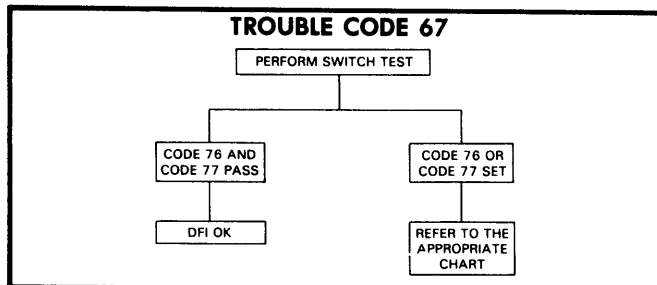 TROUBLE CODE 67
PERFORM SWITCH TEST
CODE 76 AND
CODE 77 PASS
CODE 76 OR
CODE 77 SET
DFI OK
REFER TO THE
APPROPRIATE
CHART